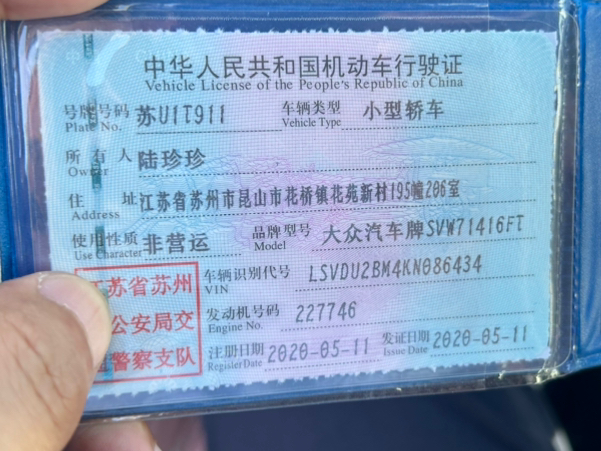 中华人民共和国机动车行驶证
Vehicle License of the People's Republic of China
号牌号码 苏U1T911 车辆类型 小型轿车
Plate No. Vehicle Type
所有人 陆珍珍
Owner
住址 江苏省苏州市昆山市花桥镇花苑新村195幢206室
Address
使用性质 非营运 品牌型号 大众汽车牌SVW71416FT
Use Character Model
江苏省苏州 车辆识别代号 LSVDU2BM4KN086434
VIN
公安局交 发动机号码 227746
Engine No.
警察支队 注册日期 2020-05-11 发证日期 2020-05-11
Register Date Issue Date